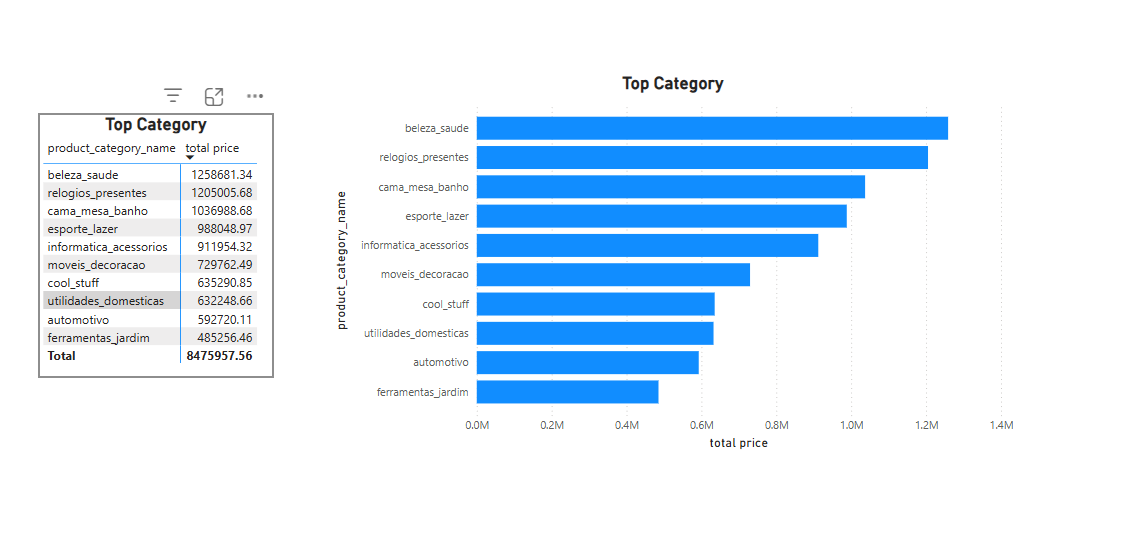 Top Category
product_category_name total price
beleza_saude 1258681.34
relogios_presentes 1205005.68
cama_mesa_banho 1036988.68
esporte_lazer 988048.97
informatica_acessorios 911954.32
moveis_decoracao 729762.49
cool_stuff 635290.85
utilidades_domesticas 632248.66
automotivo 592720.11
ferramentas_jardim 485256.46
Total 8475957.56
Top Category
product_category_name
beleza_saude
relogios_presentes
cama_mesa_banho
esporte_lazer
informatica_acessorios
moveis_decoracao
cool_stuff
utilidades_domesticas
automotivo
ferramentas_jardim
0.0M 0.2M 0.4M 0.6M 0.8M 1.0M 1.2M 1.4M
total price